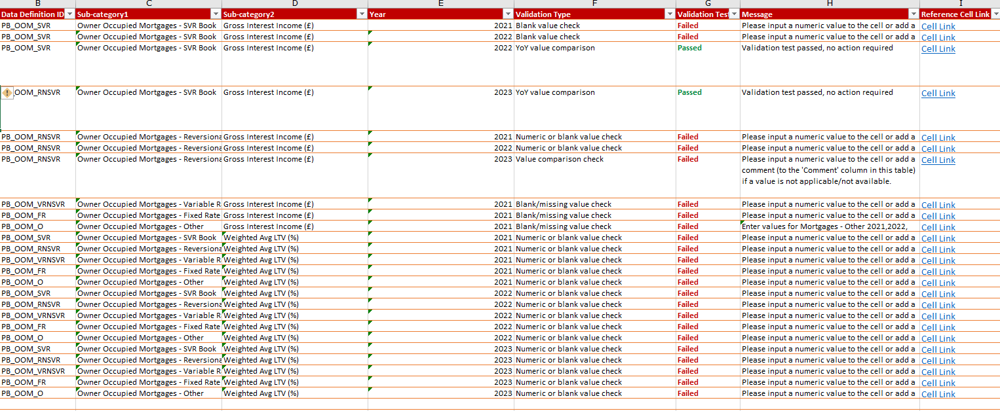 B C D E F G H I
Data Definition ID Sub-category1 Sub-category2 Year Validation Type Validation Test Message Reference Cell Link
PB_OOM_SVR Owner Occupied Mortgages - SVR Book Gross Interest Income (£) 2021 Blank value check Failed Please input a numeric value to the cell or add a Cell Link
PB_OOM_SVR Owner Occupied Mortgages - SVR Book Gross Interest Income (£) 2022 Blank value check Failed Please input a numeric value to the cell or add a Cell Link
PB_OOM_SVR Owner Occupied Mortgages - SVR Book Gross Interest Income (£) 2022 YoY value comparison Passed Validation test passed, no action required Cell Link
_OOM_RNSVR Owner Occupied Mortgages - SVR Book Gross Interest Income (£) 2023 YoY value comparison Passed Validation test passed, no action required Cell Link
PB_OOM_RNSVR Owner Occupied Mortgages - Reversiona Gross Interest Income (£) 2021 Numeric or blank value check Failed Please input a numeric value to the cell or add a Cell Link
PB_OOM_RNSVR Owner Occupied Mortgages - Reversiona Gross Interest Income (£) 2022 Numeric or blank value check Failed Please input a numeric value to the cell or add a Cell Link
PB_OOM_RNSVR Owner Occupied Mortgages - Reversiona Gross Interest Income (£) 2023 Value comparison check Failed Please input a numeric value to the cell or add a Cell Link
comment (to the 'Comment' column in this table)
if a value is not applicable/not available.
PB_OOM_VRNSVR Owner Occupied Mortgages - Variable R Gross Interest Income (£) 2021 Blank/missing value check Failed Please input a numeric value to the cell or add a Cell Link
PB_OOM_FR Owner Occupied Mortgages - Fixed Rate Gross Interest Income (£) 2021 Blank/missing value check Failed Please input a numeric value to the cell or add a Cell Link
PB_OOM_O Owner Occupied Mortgages - Other Gross Interest Income (£) 2021 Blank/missing value check Failed Enter values for Mortgages - Other 2021,2022, Cell Link
PB_OOM_SVR Owner Occupied Mortgages - SVR Book Weighted Avg LTV (%) 2021 Numeric or blank value check Failed Please input a numeric value to the cell or add a Cell Link
PB_OOM_RNSVR Owner Occupied Mortgages - Reversiona Weighted Avg LTV (%) 2021 Numeric or blank value check Failed Please input a numeric value to the cell or add a Cell Link
PB_OOM_VRNSVR Owner Occupied Mortgages - Variable R Weighted Avg LTV (%) 2021 Numeric or blank value check Failed Please input a numeric value to the cell or add a Cell Link
PB_OOM_FR Owner Occupied Mortgages - Fixed Rate Weighted Avg LTV (%) 2021 Numeric or blank value check Failed Please input a numeric value to the cell or add a Cell Link
PB_OOM_O Owner Occupied Mortgages - Other Weighted Avg LTV (%) 2021 Numeric or blank value check Failed Please input a numeric value to the cell or add a Cell Link
PB_OOM_SVR Owner Occupied Mortgages - SVR Book Weighted Avg LTV (%) 2022 Numeric or blank value check Failed Please input a numeric value to the cell or add a Cell Link
PB_OOM_RNSVR Owner Occupied Mortgages - Reversiona Weighted Avg LTV (%) 2022 Numeric or blank value check Failed Please input a numeric value to the cell or add a Cell Link
PB_OOM_VRNSVR Owner Occupied Mortgages - Variable R Weighted Avg LTV (%) 2022 Numeric or blank value check Failed Please input a numeric value to the cell or add a Cell Link
PB_OOM_FR Owner Occupied Mortgages - Fixed Rate Weighted Avg LTV (%) 2022 Numeric or blank value check Failed Please input a numeric value to the cell or add a Cell Link
PB_OOM_O Owner Occupied Mortgages - Other Weighted Avg LTV (%) 2022 Numeric or blank value check Failed Please input a numeric value to the cell or add a Cell Link
PB_OOM_SVR Owner Occupied Mortgages - SVR Book Weighted Avg LTV (%) 2023 Numeric or blank value check Failed Please input a numeric value to the cell or add a Cell Link
PB_OOM_RNSVR Owner Occupied Mortgages - Reversiona Weighted Avg LTV (%) 2023 Numeric or blank value check Failed Please input a numeric value to the cell or add a Cell Link
PB_OOM_VRNSVR Owner Occupied Mortgages - Variable R Weighted Avg LTV (%) 2023 Numeric or blank value check Failed Please input a numeric value to the cell or add a Cell Link
PB_OOM_FR Owner Occupied Mortgages - Fixed Rate Weighted Avg LTV (%) 2023 Numeric or blank value check Failed Please input a numeric value to the cell or add a Cell Link
PB_OOM_O Owner Occupied Mortgages - Other Weighted Avg LTV (%) 2023 Numeric or blank value check Failed Please input a numeric value to the cell or add a Cell Link